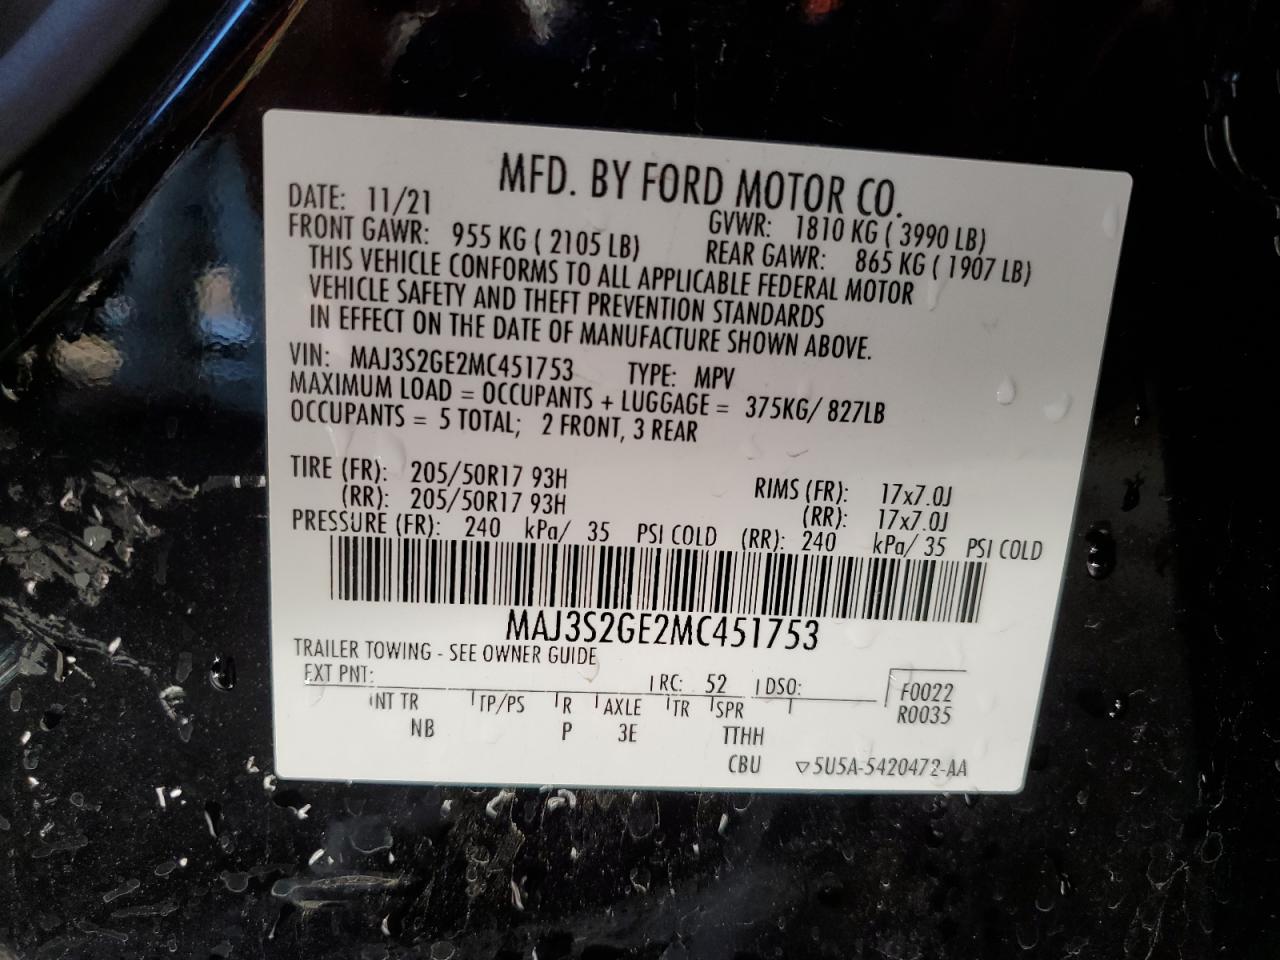 MFD. BY FORD MOTOR CO.
DATE: 11/21 GVWR: 1810 KG ( 3990 LB)
FRONT GAWR: 955 KG ( 2105 LB) REAR GAWR: 865 KG ( 1907 LB)
THIS VEHICLE CONFORMS TO ALL APPLICABLE FEDERAL MOTOR
VEHICLE SAFETY AND THEFT PREVENTION STANDARDS
IN EFFECT ON THE DATE OF MANUFACTURE SHOWN ABOVE.
VIN: MAJ3S2GE2MC451753 TYPE: MPV
MAXIMUM LOAD = OCCUPANTS + LUGGAGE = 375KG/ 827LB
OCCUPANTS = 5 TOTAL; 2 FRONT, 3 REAR
TIRE (FR): 205/50R17 93H RIMS (FR): 17x7.0J
(RR): 205/50R17 93H (RR): 17x7.0J
PRESSURE (FR): 240 kPa/ 35 PSI COLD (RR): 240 kPa/ 35 PSI COLD
MAJ3S2GE2MC451753
TRAILER TOWING - SEE OWNER GUIDE
EXT PNT: RC: 52 DSO: F0022
INT TR TP/PS R AXLE TR SPR R0035
NB P 3E TTHH
CBU ▽5U5A-5420472-AA